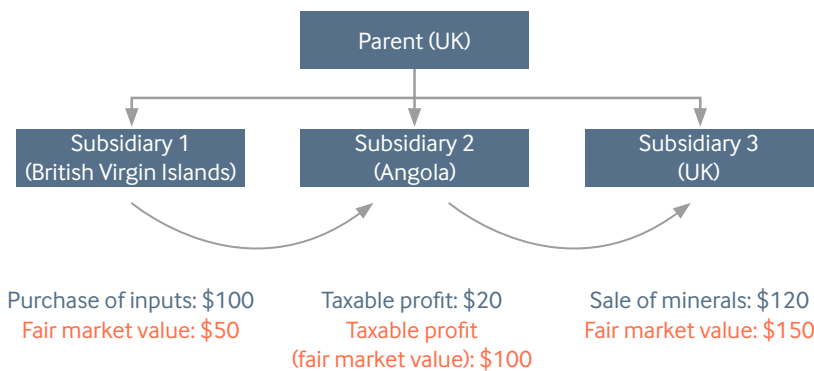 Parent (UK)
Subsidiary 1
(British Virgin Islands)
Subsidiary 2
(Angola)
Subsidiary 3
(UK)
Purchase of inputs: $100
Fair market value: $50
Taxable profit: $20
Taxable profit
(fair market value): $100
Sale of minerals: $120
Fair market value: $150